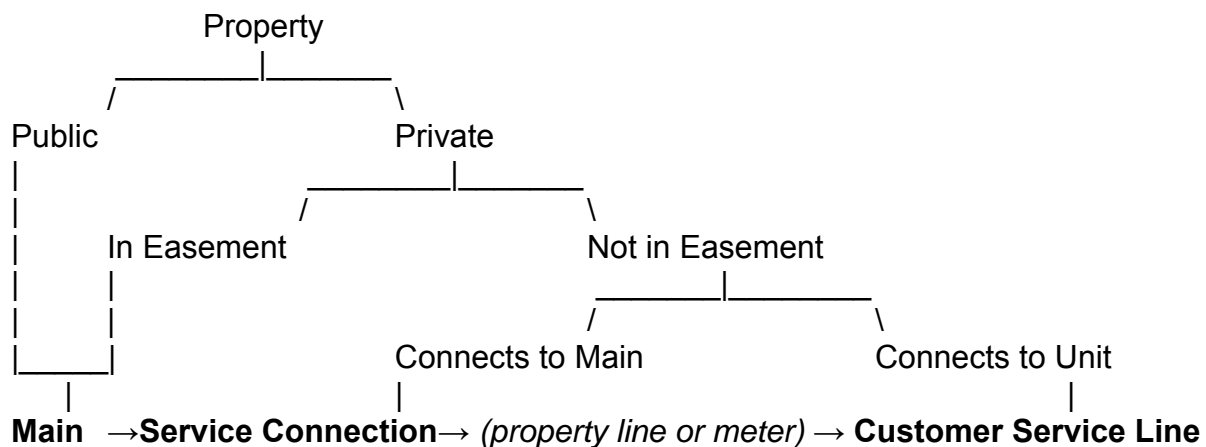 Property
Public Private
In Easement Not in Easement
Connects to Main Connects to Unit
Main →Service Connection→ (property line or meter) → Customer Service Line